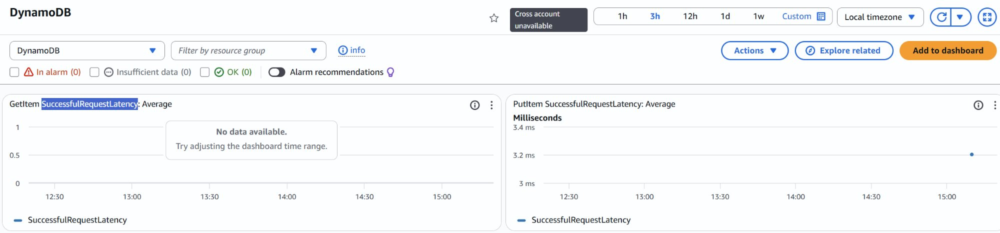 DynamoDB
Cross account
unavailable
1h 3h 12h 1d 1w Custom
Local timezone
DynamoDB
Filter by resource group
info
Actions
Explore related
Add to dashboard
In alarm (0)
Insufficient data (0)
OK (0)
Alarm recommendations
GetItem SuccessfulRequestLatency: Average
1
0.5
0
No data available.
Try adjusting the dashboard time range.
12:30 13:00 13:30 14:00 14:30 15:00
SuccessfulRequestLatency
PutItem SuccessfulRequestLatency: Average
Milliseconds
3.4 ms
3.2 ms
3 ms
12:30 13:00 13:30 14:00 14:30 15:00
SuccessfulRequestLatency